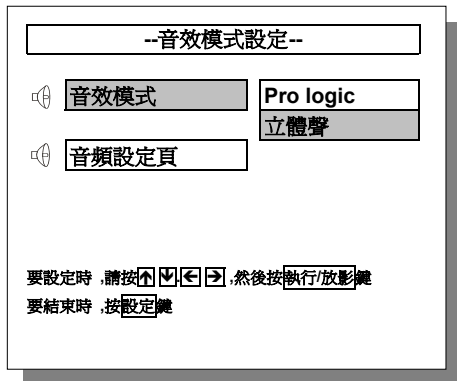 --音效模式設定--
音效模式
Pro logic
立體聲
音頻設定頁
要設定時 ,請按↑ ↓.← → ,然後按執行/放影鍵
要結束時 ,按設定鍵